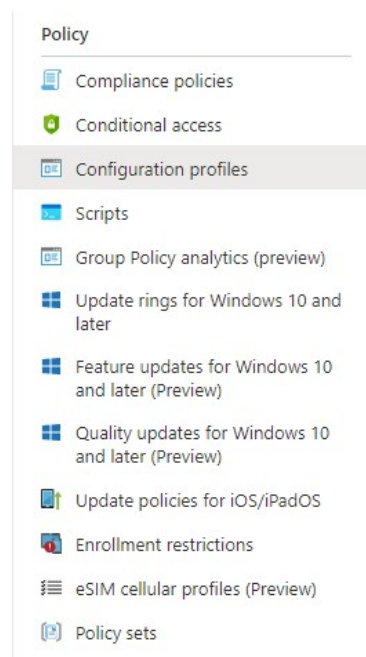 Policy
Compliance policies
Conditional access
Configuration profiles
Scripts
Group Policy analytics (preview)
Update rings for Windows 10 and
later
Feature updates for Windows 10
and later (Preview)
Quality updates for Windows 10
and later (Preview)
Update policies for iOS/iPadOS
Enrollment restrictions
eSIM cellular profiles (Preview)
Policy sets